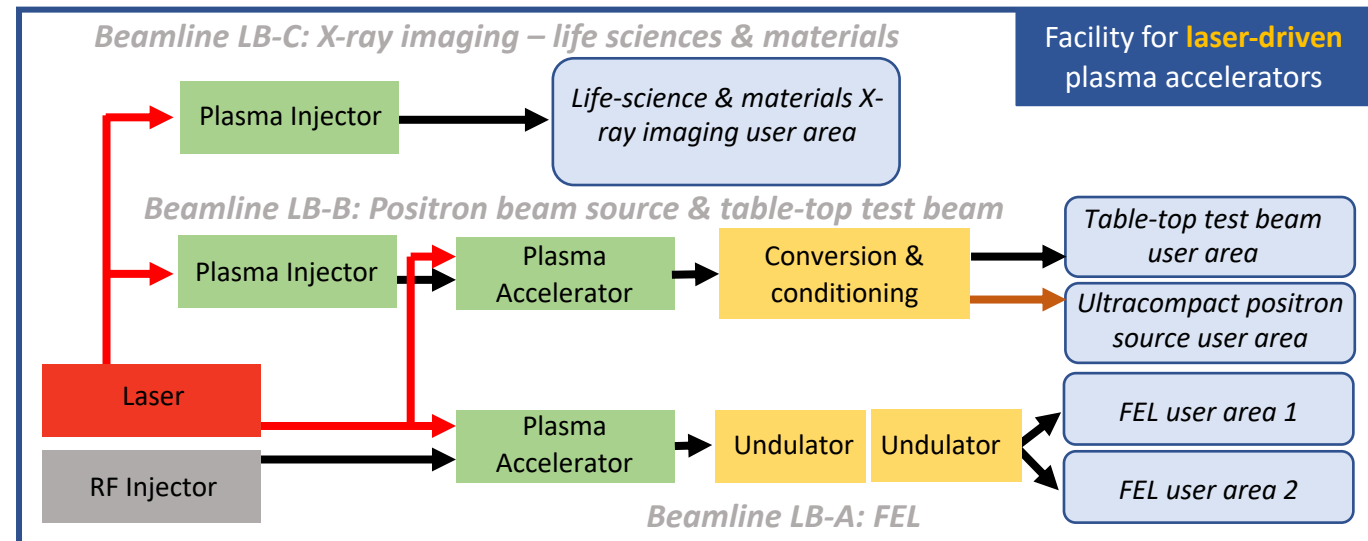 Beamline LB-C: X-ray imaging – life sciences & materials
Facility for laser-driven
plasma accelerators
Plasma Injector
Life-science & materials X-
ray imaging user area
Beamline LB-B: Positron beam source & table-top test beam
Plasma Injector
Plasma
Accelerator
Conversion &
conditioning
Table-top test beam
user area
Ultracompact positron
source user area
Laser
RF Injector
Plasma
Accelerator
Undulator
Undulator
FEL user area 1
FEL user area 2
Beamline LB-A: FEL